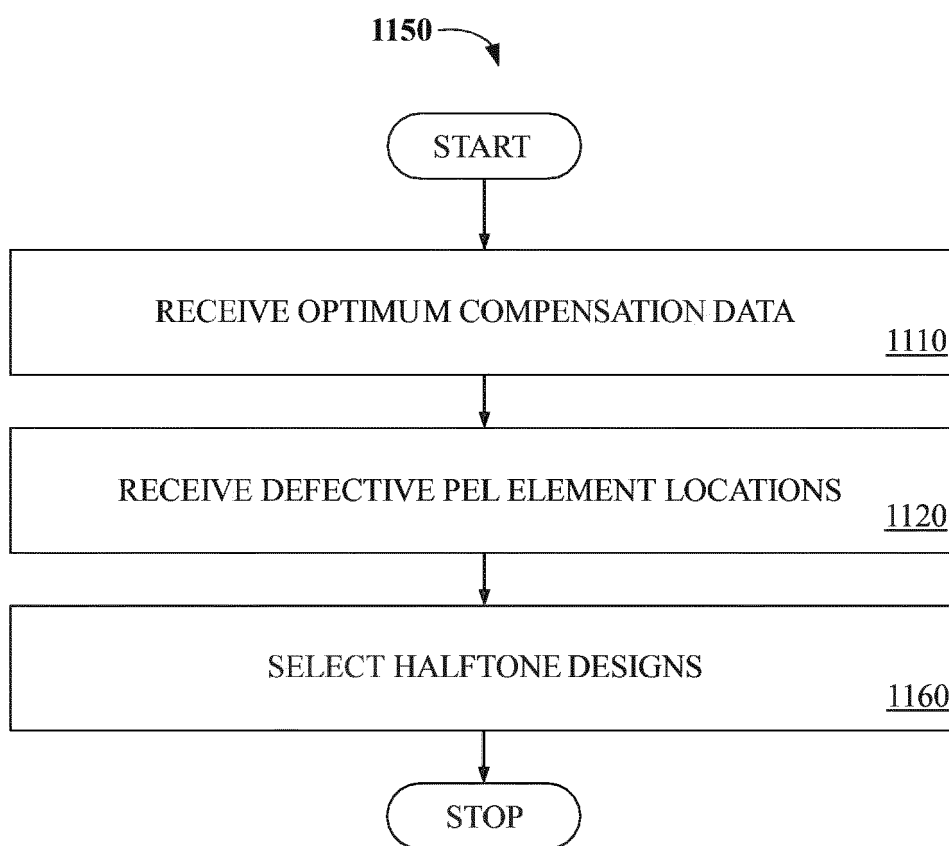 1150
START
RECEIVE OPTIMUM COMPENSATION DATA
1110
RECEIVE DEFECTIVE PEL ELEMENT LOCATIONS
1120
SELECT HALFTONE DESIGNS
1160
STOP